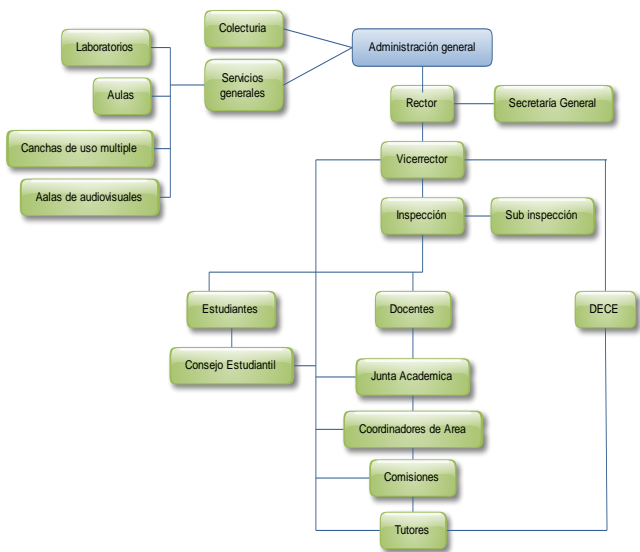 Colecturia
Administración general
Laboratorios
Servicios
generales
Aulas
Rector
Secretaría General
Canchas de uso multiple
Vicerrector
Aalas de audiovisuales
Inspección
Sub inspección
Estudiantes
Docentes
DECE
Consejo Estudiantil
Junta Academica
Coordinadores de Area
Comisiones
Tutores